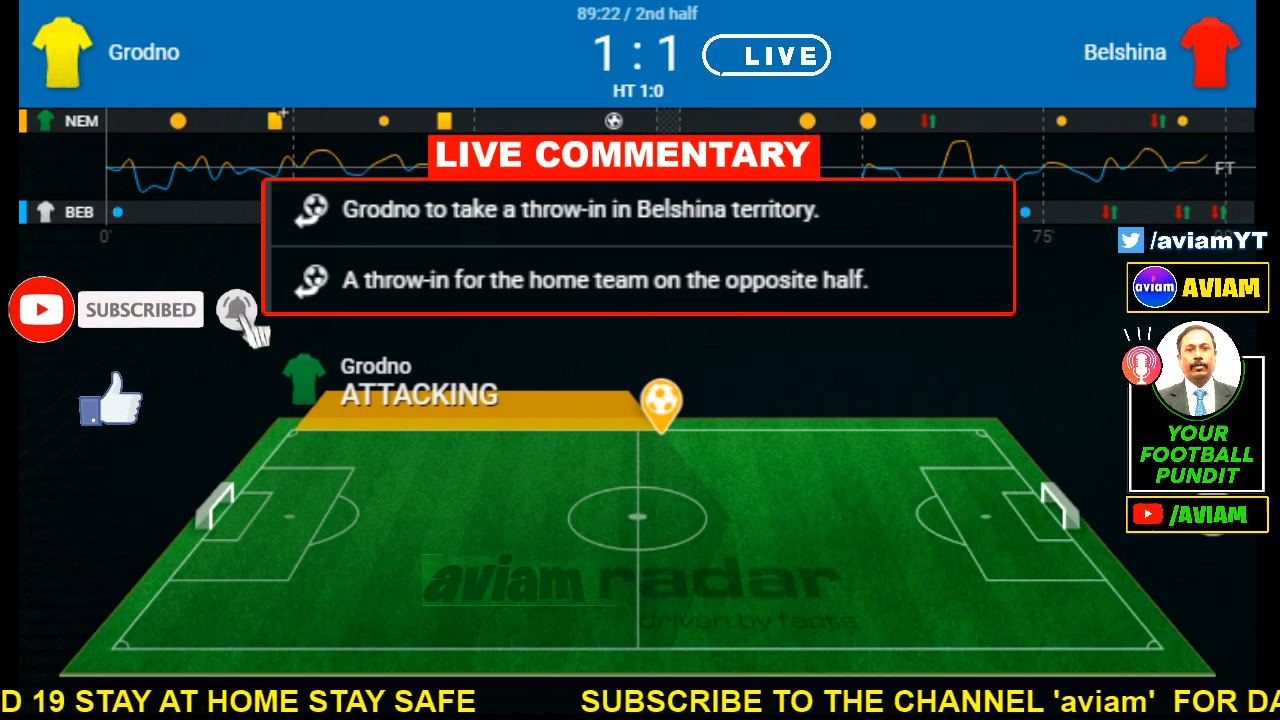 89:22 / 2nd half
Grodno
1 : 1
LIVE
Belshina
HT 1:0
NEM
LIVE COMMENTARY
FT
Grodno to take a throw-in in Belshina territory.
BEB
0'
75'
A throw-in for the home team on the opposite half.
/aviamYT
aviam AVIAM
SUBSCRIBED
Grodno
ATTACKING
YOUR
FOOTBALL
PUNDIT
/AVIAM
aviam radar
driven by facts
D 19 STAY AT HOME STAY SAFE SUBSCRIBE TO THE CHANNEL 'aviam' FOR DA